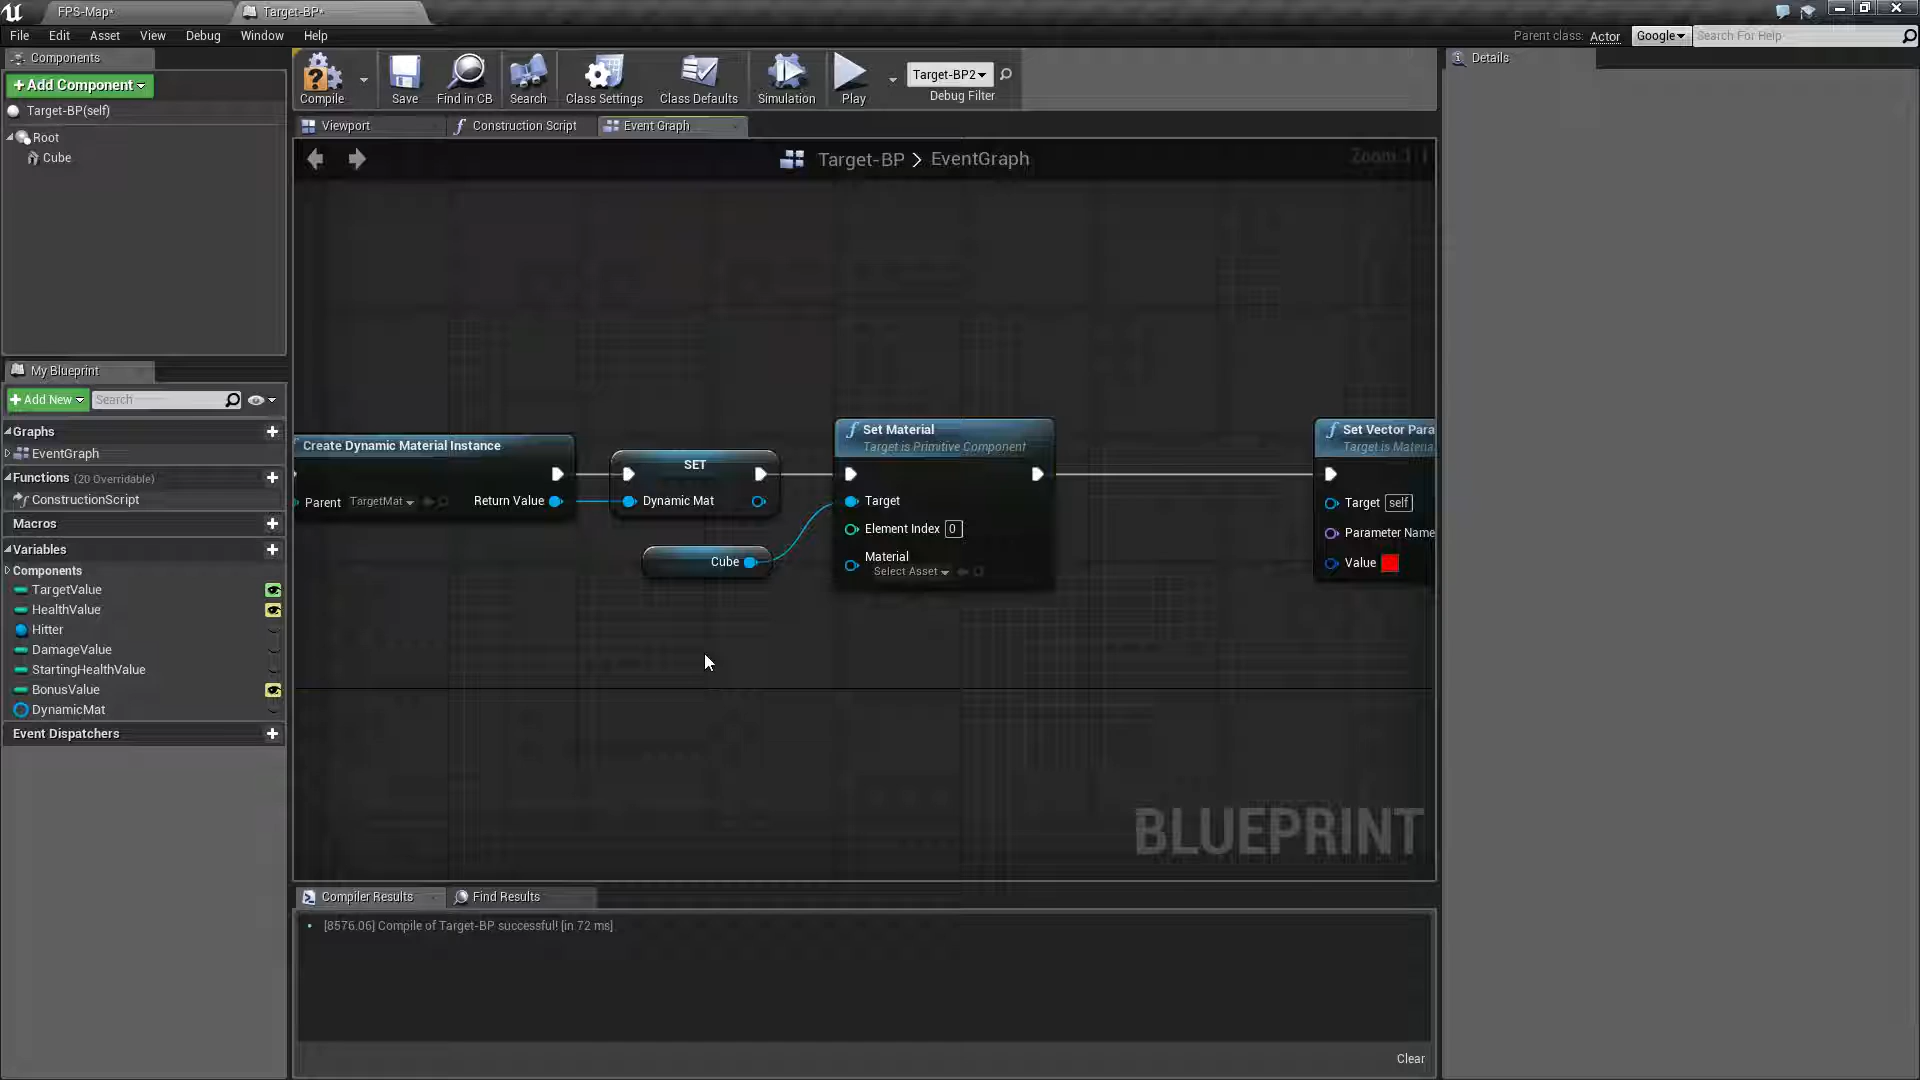 FPS-Map*
Target-BP*
File Edit Asset View Debug Window Help
Parent class: Actor
Google
Search For Help
Components
+ Add Component
Target-BP(self)
Root
Cube
Compile
Save
Find in CB
Search
Class Settings
Class Defaults
Simulation
Play
Target-BP2
Debug Filter
Details
Viewport
Construction Script
Event Graph
Target-BP > EventGraph
Zoom 1:1
Create Dynamic Material Instance
Parent TargetMat
Return Value
SET
Dynamic Mat
Cube
Set Material
Target is Primitive Component
Target
Element Index 0
Material
Select Asset
Set Vector Para
Target is Materia
Target self
Parameter Name
Value
BLUEPRINT
My Blueprint
+ Add New
Search
Graphs
EventGraph
Functions (20 Overridable)
ConstructionScript
Macros
Variables
Components
TargetValue
HealthValue
Hitter
DamageValue
StartingHealthValue
BonusValue
DynamicMat
Event Dispatchers
Compiler Results
Find Results
[8576.06] Compile of Target-BP successful! [in 72 ms]
Clear